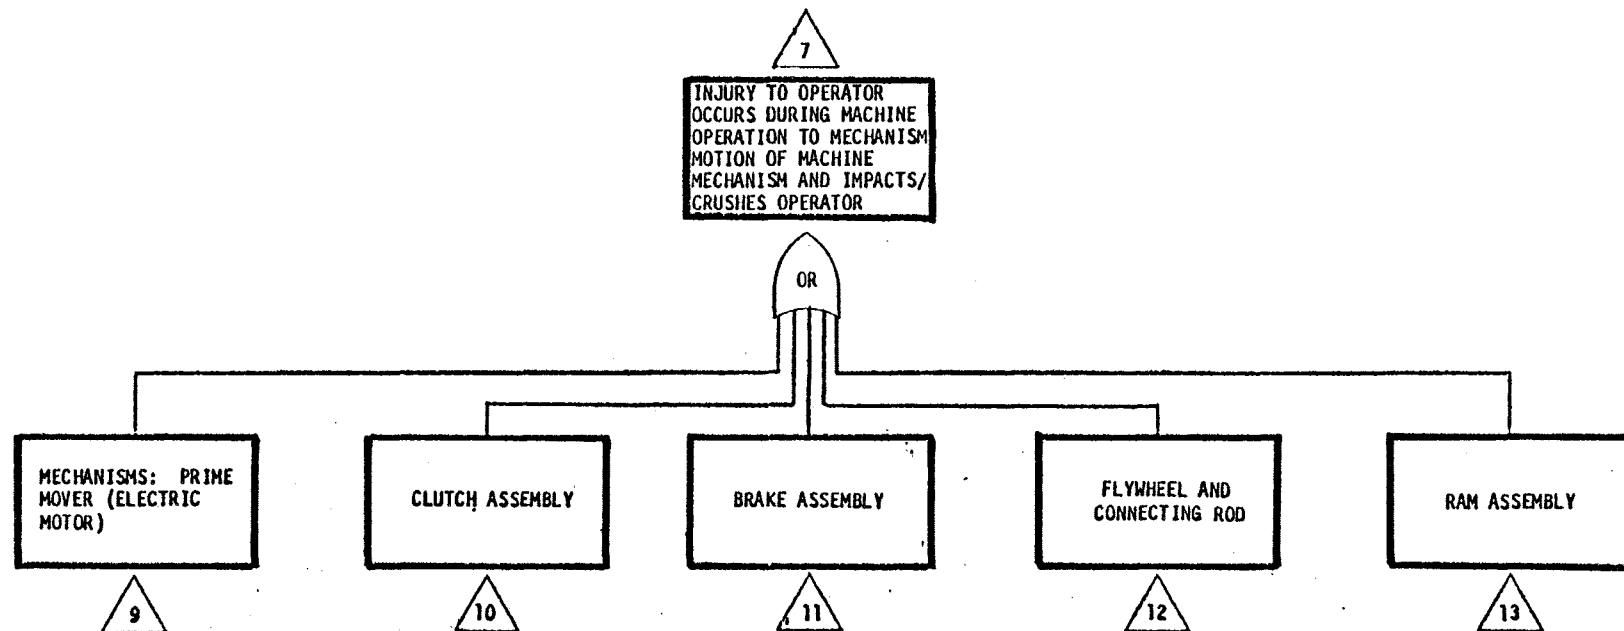 7
INJURY TO OPERATOR
OCCURS DURING MACHINE
OPERATION TO MECHANISM
MOTION OF MACHINE
MECHANISM AND IMPACTS/
CRUSHES OPERATOR
OR
MECHANISMS: PRIME
MOVER (ELECTRIC
MOTOR)
CLUTCH ASSEMBLY
BRAKE ASSEMBLY
FLYWHEEL AND
CONNECTING ROD
RAM ASSEMBLY
9
10
11
12
13